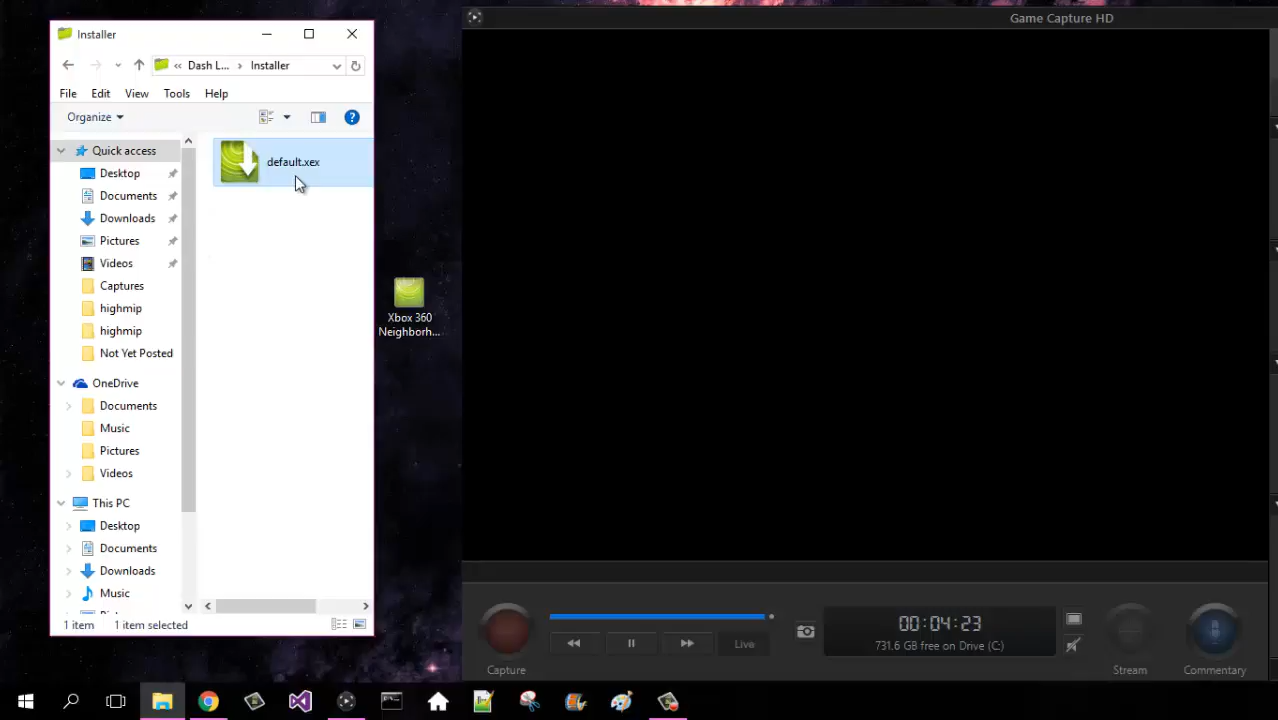 Installer
« Dash L... > Installer
File Edit View Tools Help
Organize
Quick access
default.xex
Desktop
Documents
Downloads
Pictures
Videos
Captures
highmip
highmip
Not Yet Posted
OneDrive
Documents
Music
Pictures
Videos
This PC
Desktop
Documents
Downloads
Music
1 item 1 item selected
Xbox 360
Neighborh...
Game Capture HD
00:04:23
731.6 GB free on Drive (C:)
Live
Capture
Stream
Commentary